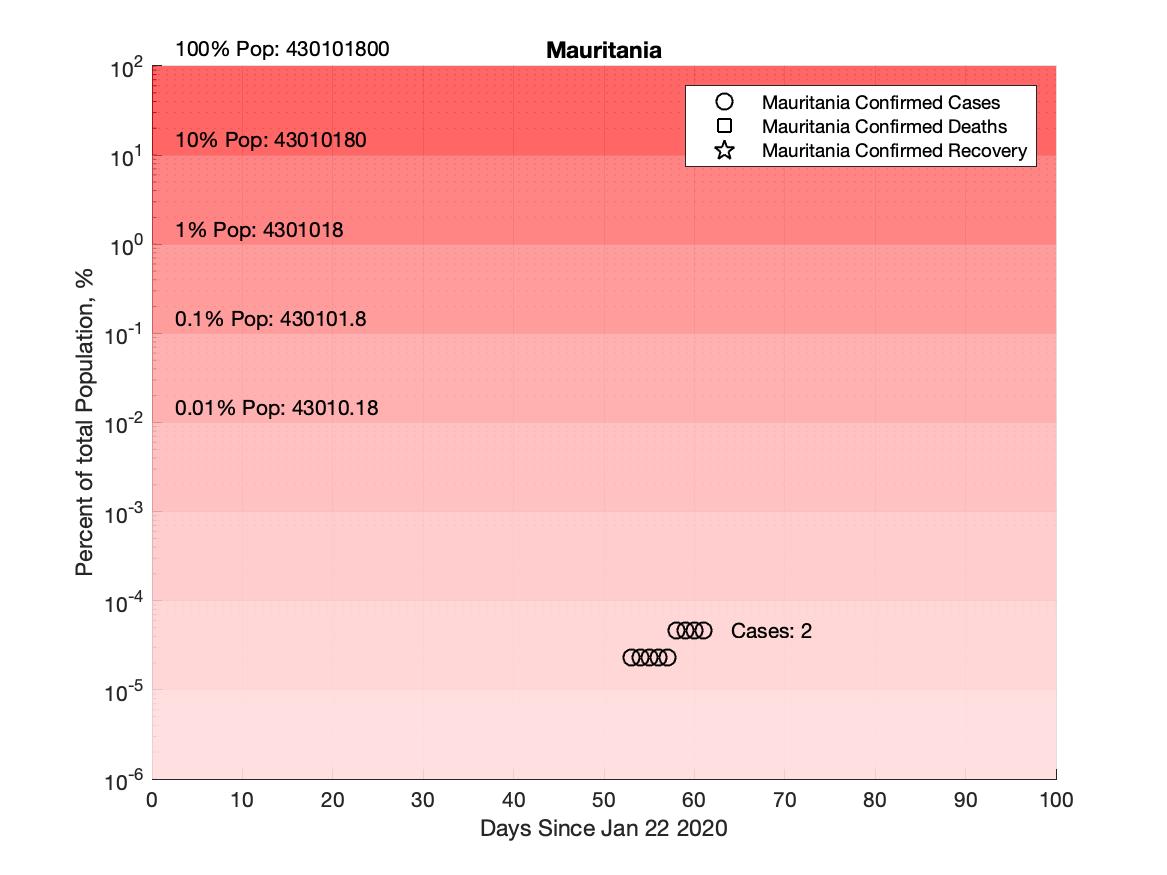 Mauritania
100% Pop: 430101800
10% Pop: 43010180
1% Pop: 4301018
0.1% Pop: 430101.8
0.01% Pop: 43010.18
Mauritania Confirmed Cases
Mauritania Confirmed Deaths
Mauritania Confirmed Recovery
Cases: 2
Percent of total Population, %
10^2
10^1
10^0
10^-1
10^-2
10^-3
10^-4
10^-5
10^-6
0 10 20 30 40 50 60 70 80 90 100
Days Since Jan 22 2020